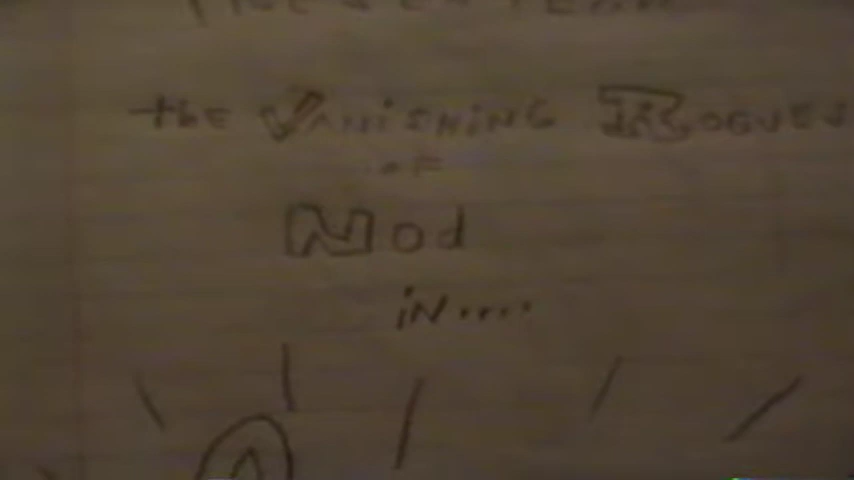 the Vanishing Rogues
of
Nod
iN.....